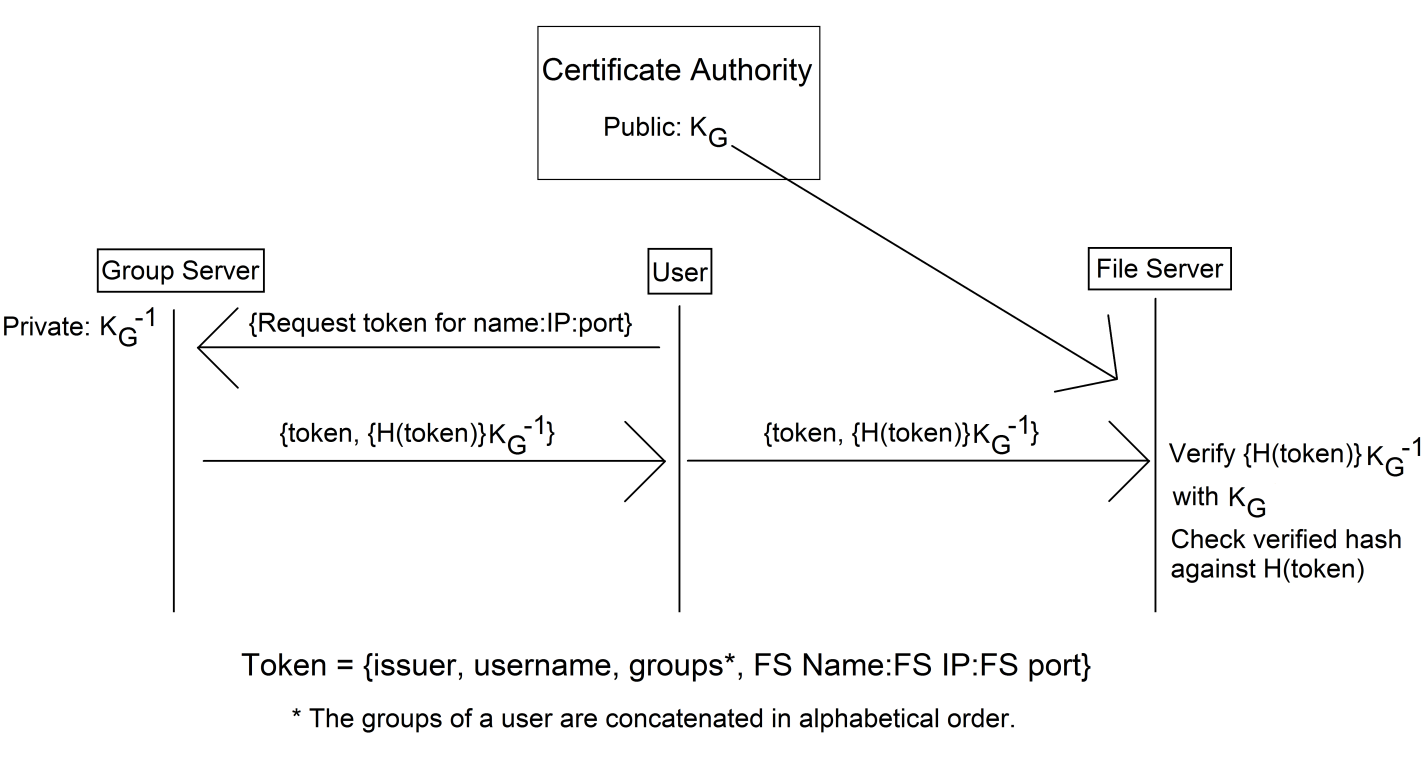 Certificate Authority
Public: K_G
Group Server
User
File Server
Private: K_G^-1
{Request token for name:IP:port}
{token, {H(token)}K_G^-1}
{token, {H(token)}K_G^-1}
Verify {H(token)}K_G^-1
with K_G
Check verified hash
against H(token)
Token = {issuer, username, groups*, FS Name:FS IP:FS port}
* The groups of a user are concatenated in alphabetical order.